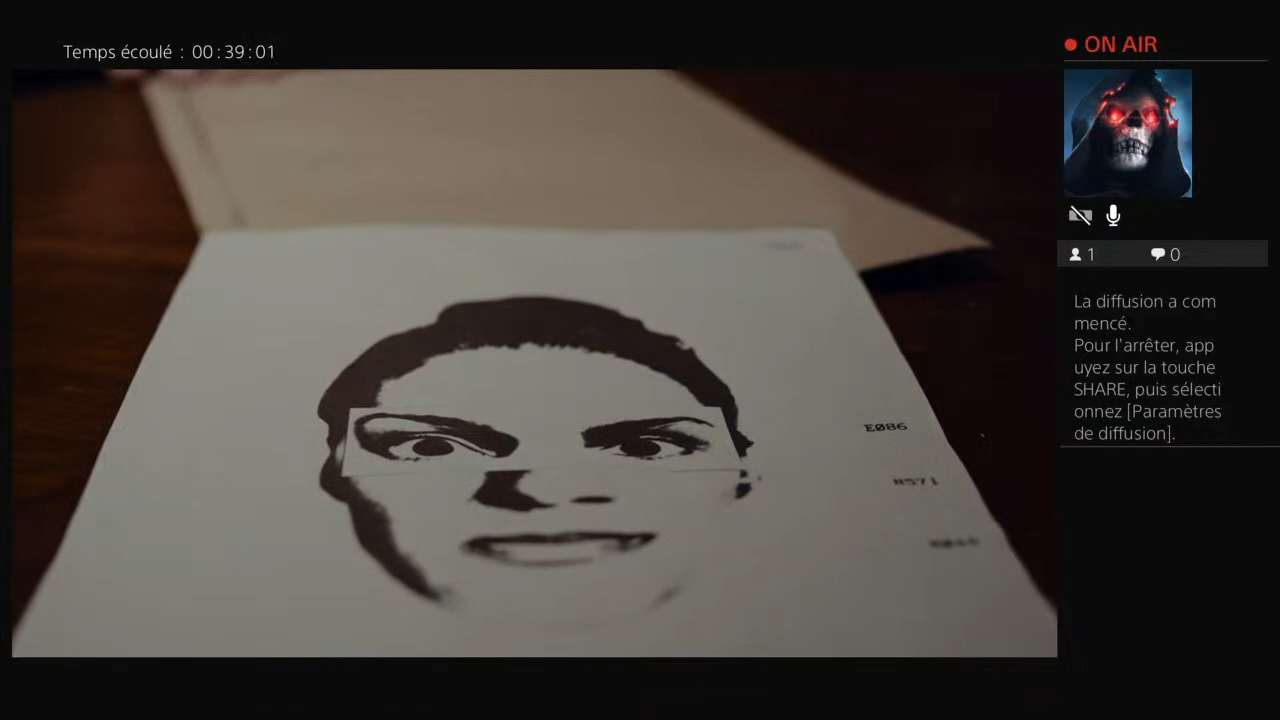 Temps écoulé : 00:39:01
ON AIR
1
0
La diffusion a com
mencé.
Pour l'arrêter, app
uyez sur la touche
SHARE, puis sélecti
onnez [Paramètres
de diffusion].
E086
N571